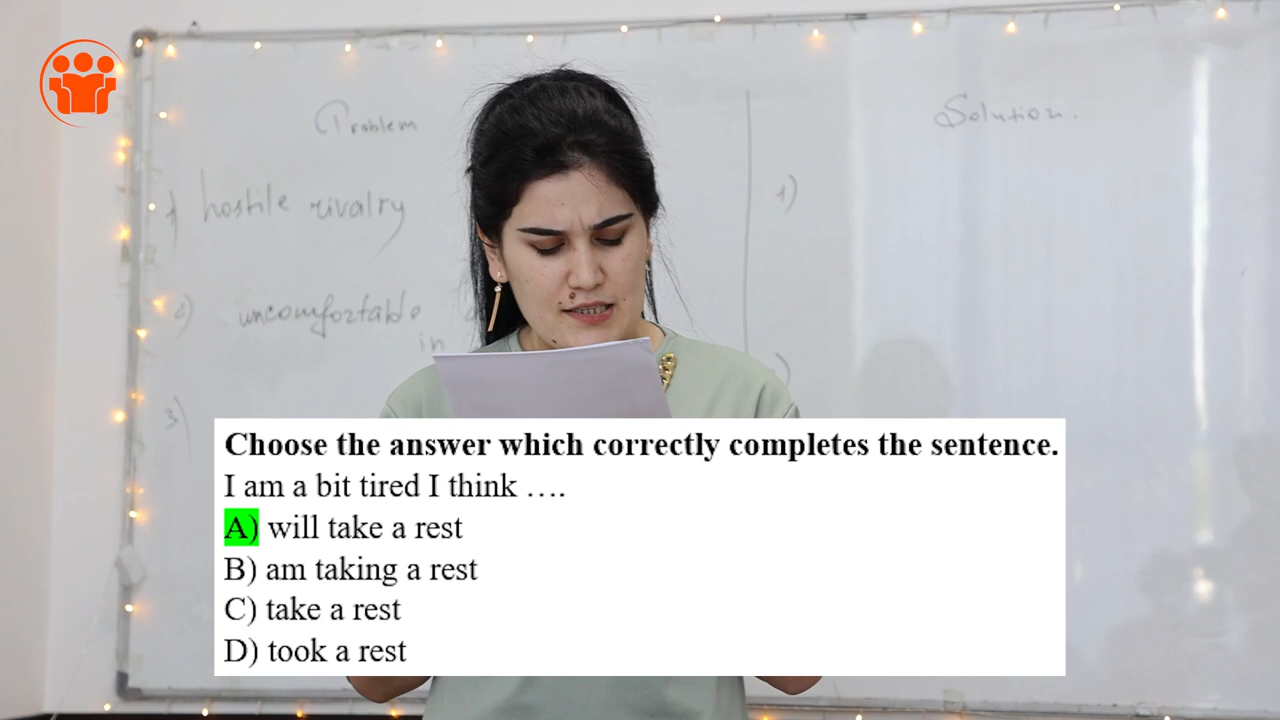 Problem
Solution.
1) hostile rivalry
1)
2) uncomfortable
in
3)
Choose the answer which correctly completes the sentence.
I am a bit tired I think ….
A) will take a rest
B) am taking a rest
C) take a rest
D) took a rest